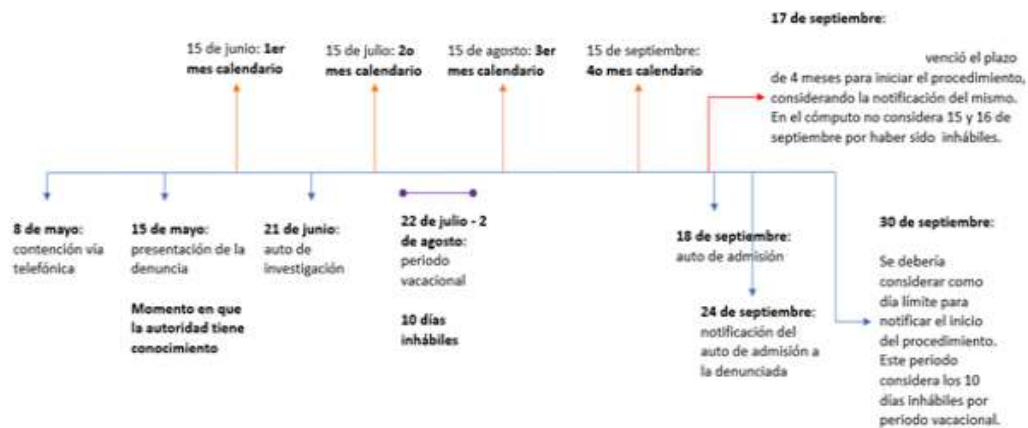 17 de septiembre:
venció el plazo
de 4 meses para iniciar el procedimiento,
considerando la notificación del mismo.
En el cómputo no considera 15 y 16 de
septiembre por haber sido inhábiles.
15 de junio: 1er
mes calendario
15 de julio: 2o
mes calendario
15 de agosto: 3er
mes calendario
15 de septiembre:
4o mes calendario
8 de mayo:
contención vía
telefónica
15 de mayo:
presentación de la
denuncia
Momento en que
la autoridad tiene
conocimiento
21 de junio:
auto de
investigación
22 de julio - 2
de agosto:
periodo
vacacional
10 días
inhábiles
18 de septiembre:
auto de admisión
24 de septiembre:
notificación del
auto de admisión a
la denunciada
30 de septiembre:
Se debería
considerar como
día límite para
notificar el inicio
del procedimiento.
Este periodo
considera los 10
días inhábiles por
periodo vacacional.